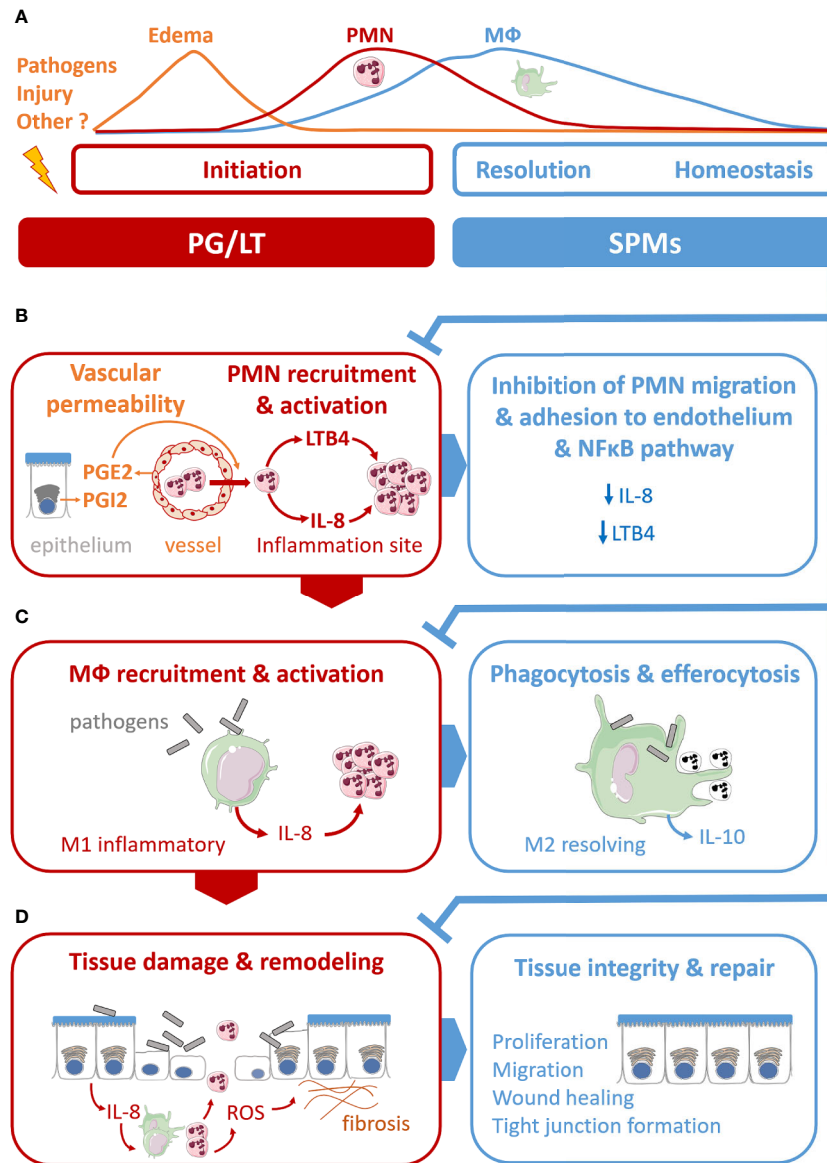 A
Edema
PMN
MΦ
Pathogens
Injury
Other ?
Initiation
Resolution
Homeostasis
PG/LT
SPMs
B
Vascular
permeability
PMN recruitment
& activation
LTB4
PGE2
PGI2
IL-8
epithelium
vessel
Inflammation site
Inhibition of PMN migration
& adhesion to endothelium
& NFκB pathway
IL-8
LTB4
C
MΦ recruitment & activation
pathogens
IL-8
M1 inflammatory
Phagocytosis & efferocytosis
M2 resolving
IL-10
D
Tissue damage & remodeling
IL-8
ROS
fibrosis
Tissue integrity & repair
Proliferation
Migration
Wound healing
Tight junction formation